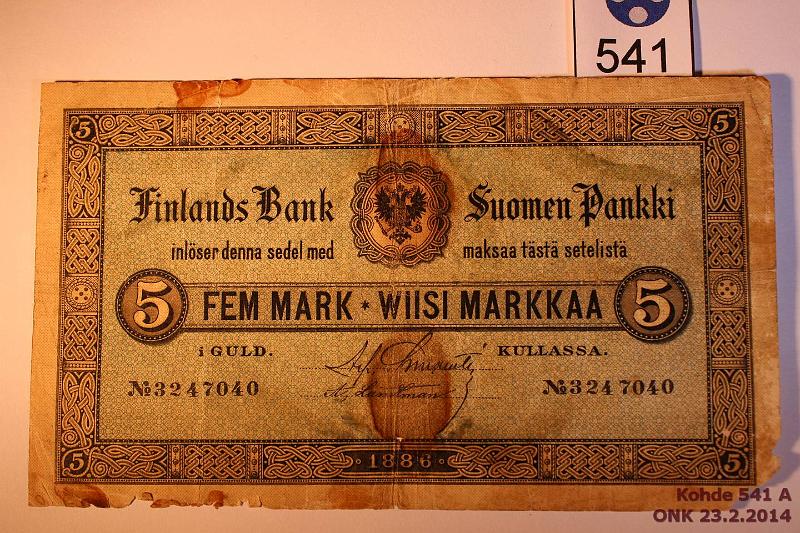 541
5 5
Finlands Bank Suomen Pankki
inlöser denna sedel med maksaa tästä setelistä
5 FEM MARK * WIISI MARKKAA 5
i GULD. KULLASSA.
№3247040 №3247040
5 1886 5
Kohde 541 A
ONK 23.2.2014